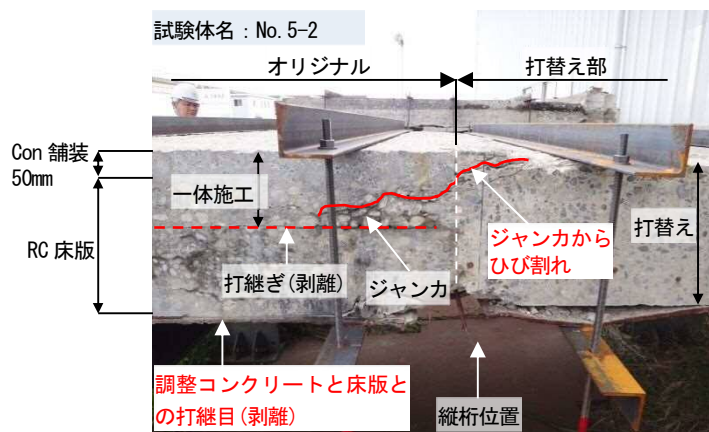 試験体名：No.5-2
オリジナル
打替え部
Con 舗装
50mm
一体施工
打替え
RC 床版
ジャンカから
ひび割れ
打継ぎ(剥離)
ジャンカ
調整コンクリートと床版と
の打継目(剥離)
縦桁位置